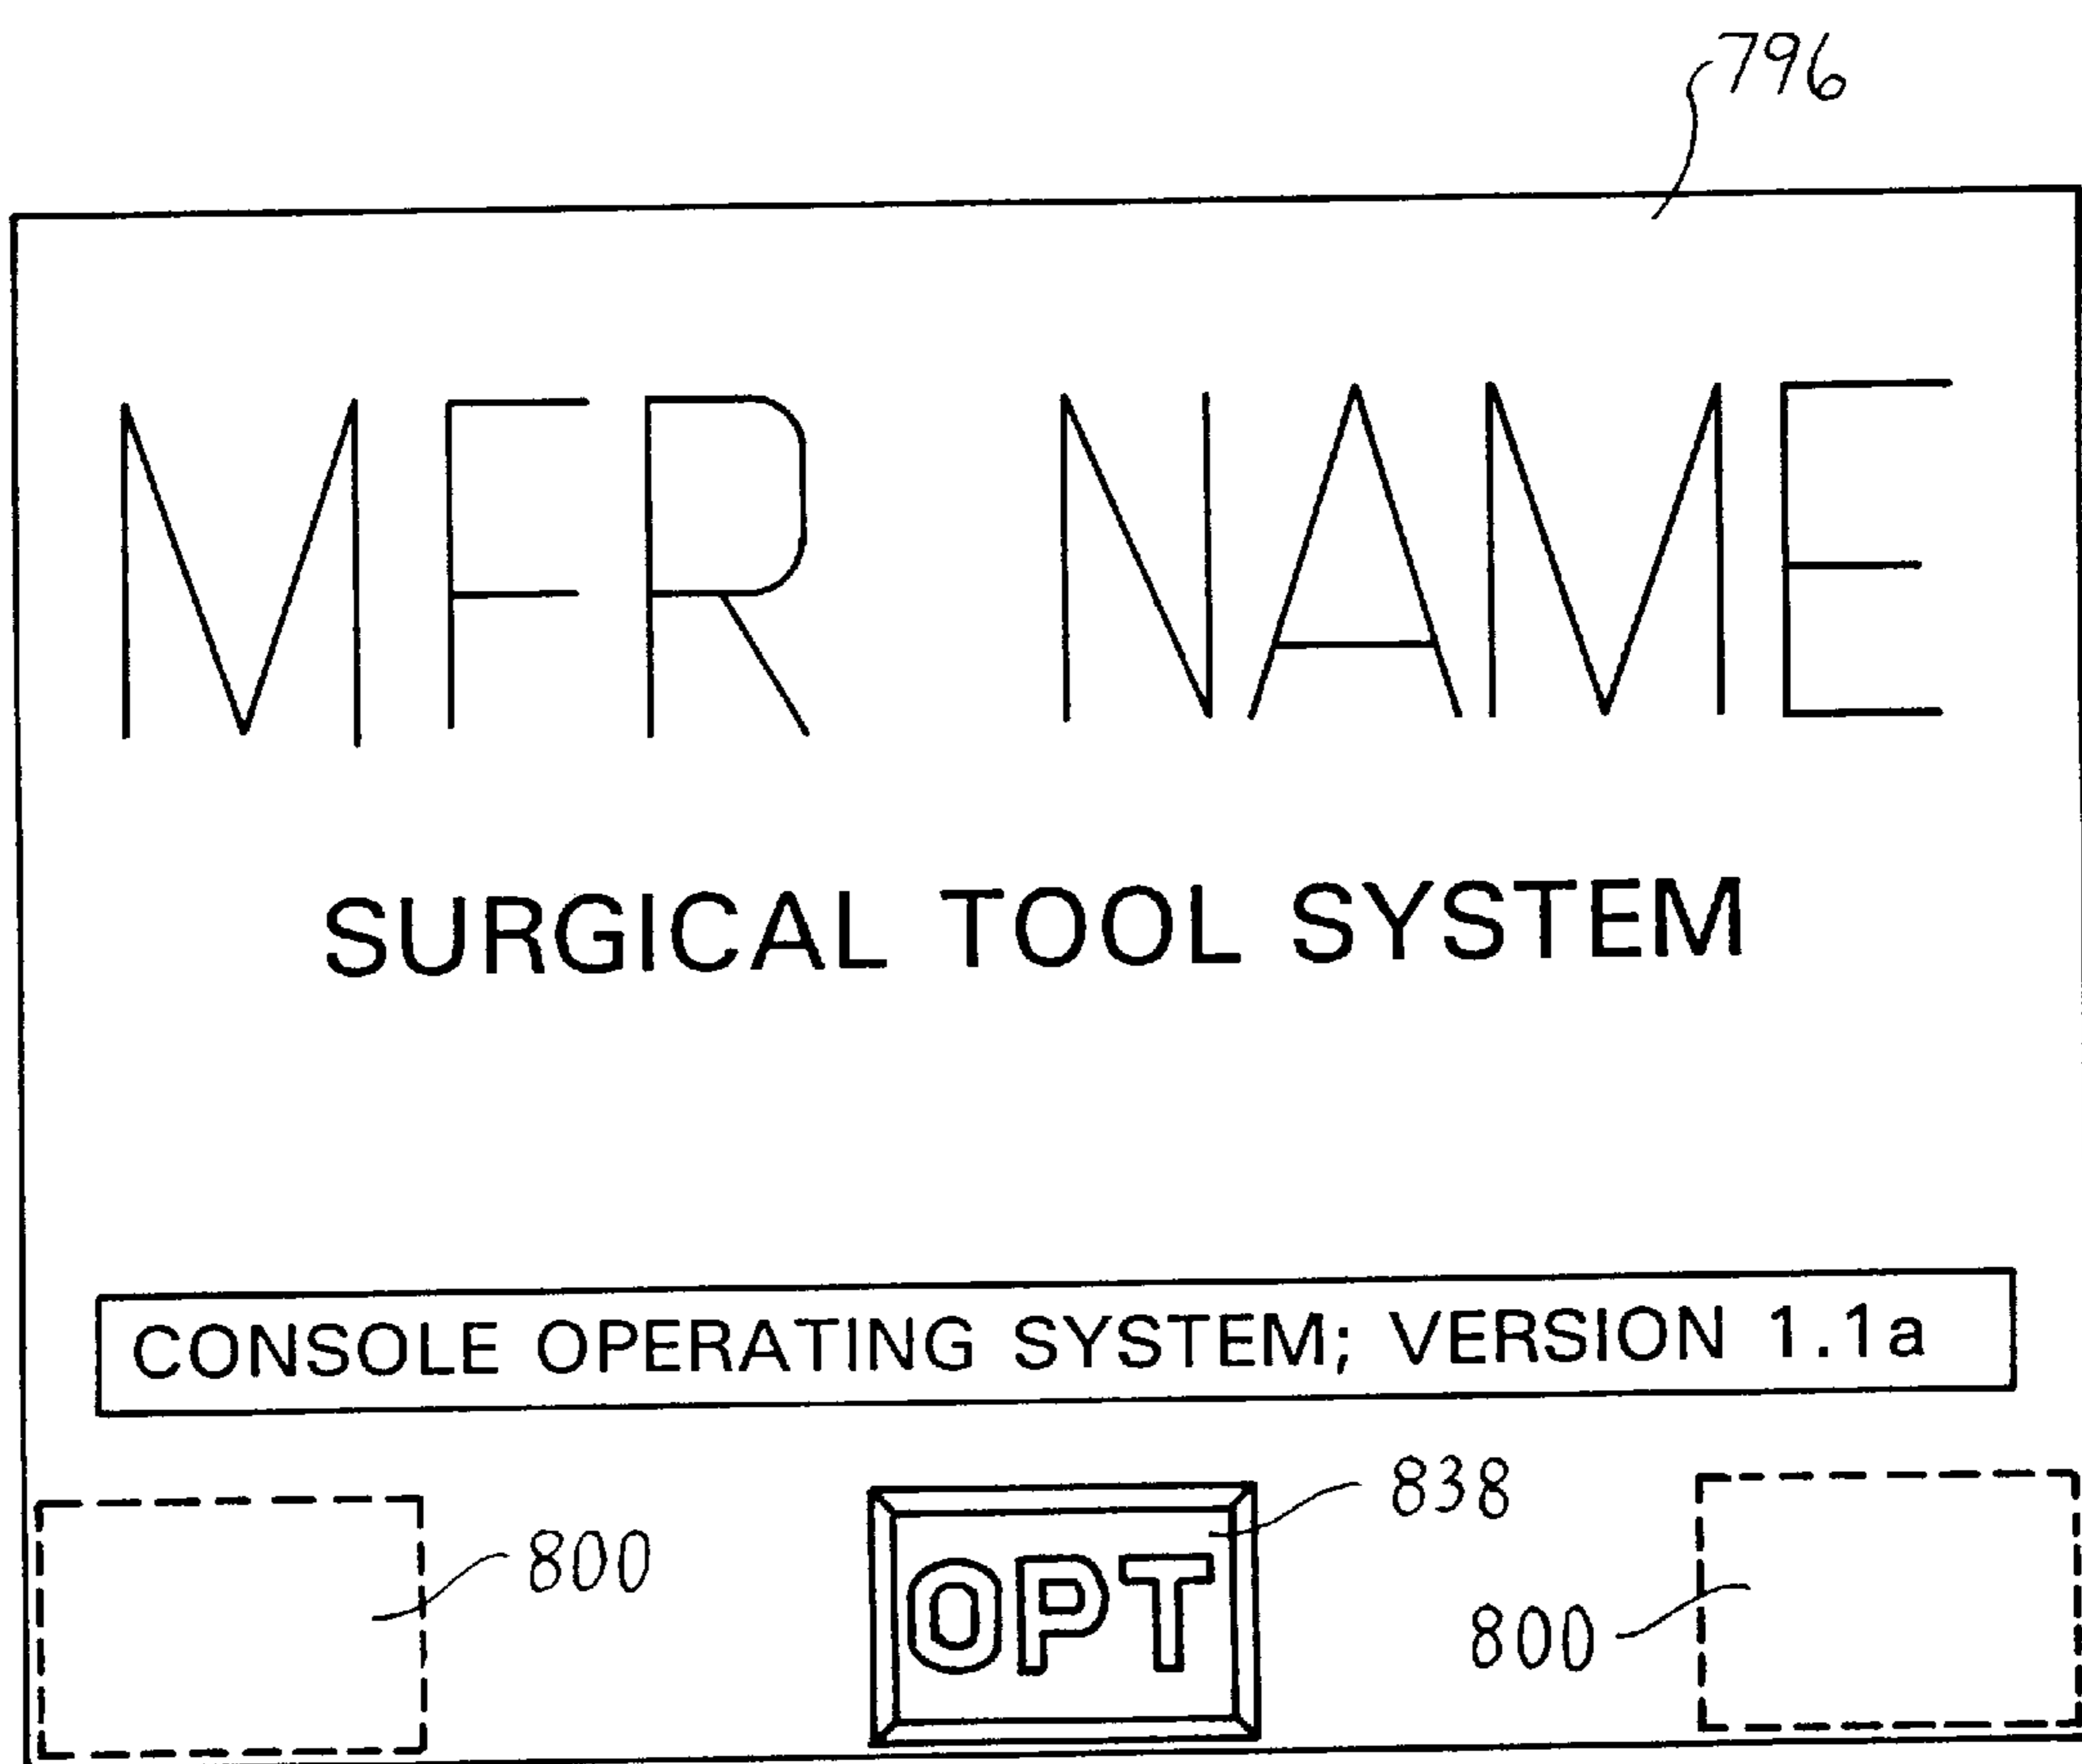 796
MFR NAME
SURGICAL TOOL SYSTEM
CONSOLE OPERATING SYSTEM; VERSION 1.1a
838
800
OPT
800